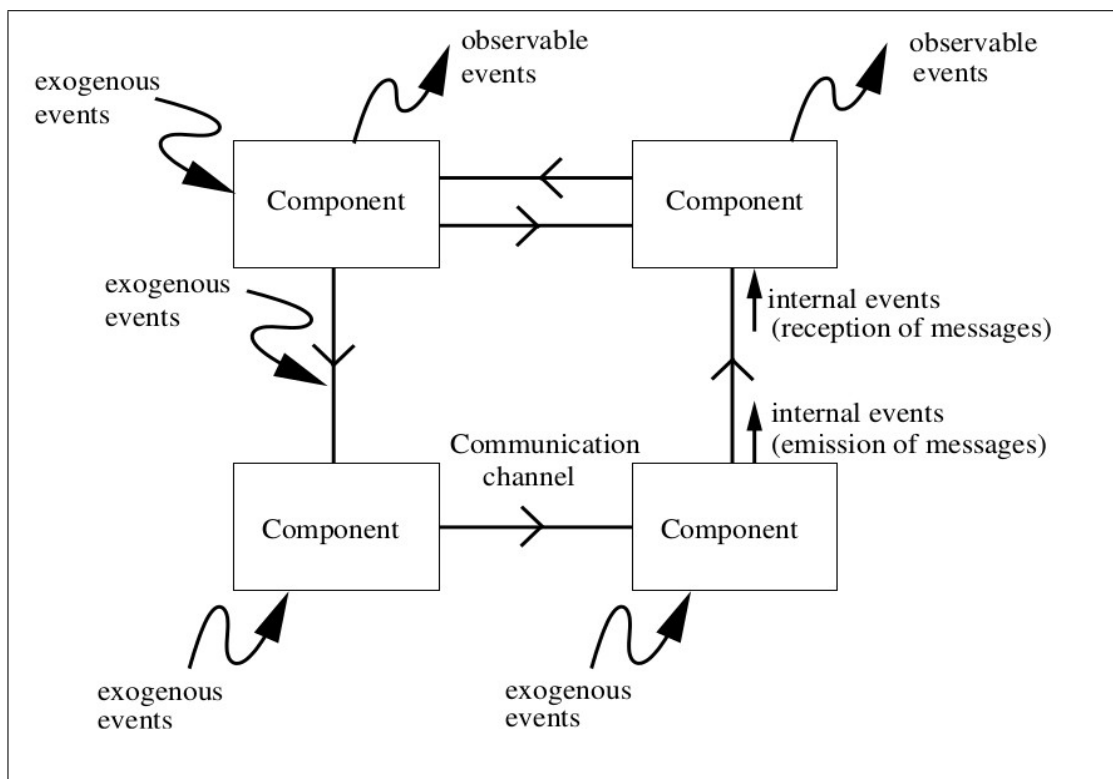 observable
events
observable
events
exogenous
events
Component
Component
exogenous
events
internal events
(reception of messages)
internal events
(emission of messages)
Communication
channel
Component
Component
exogenous
events
exogenous
events